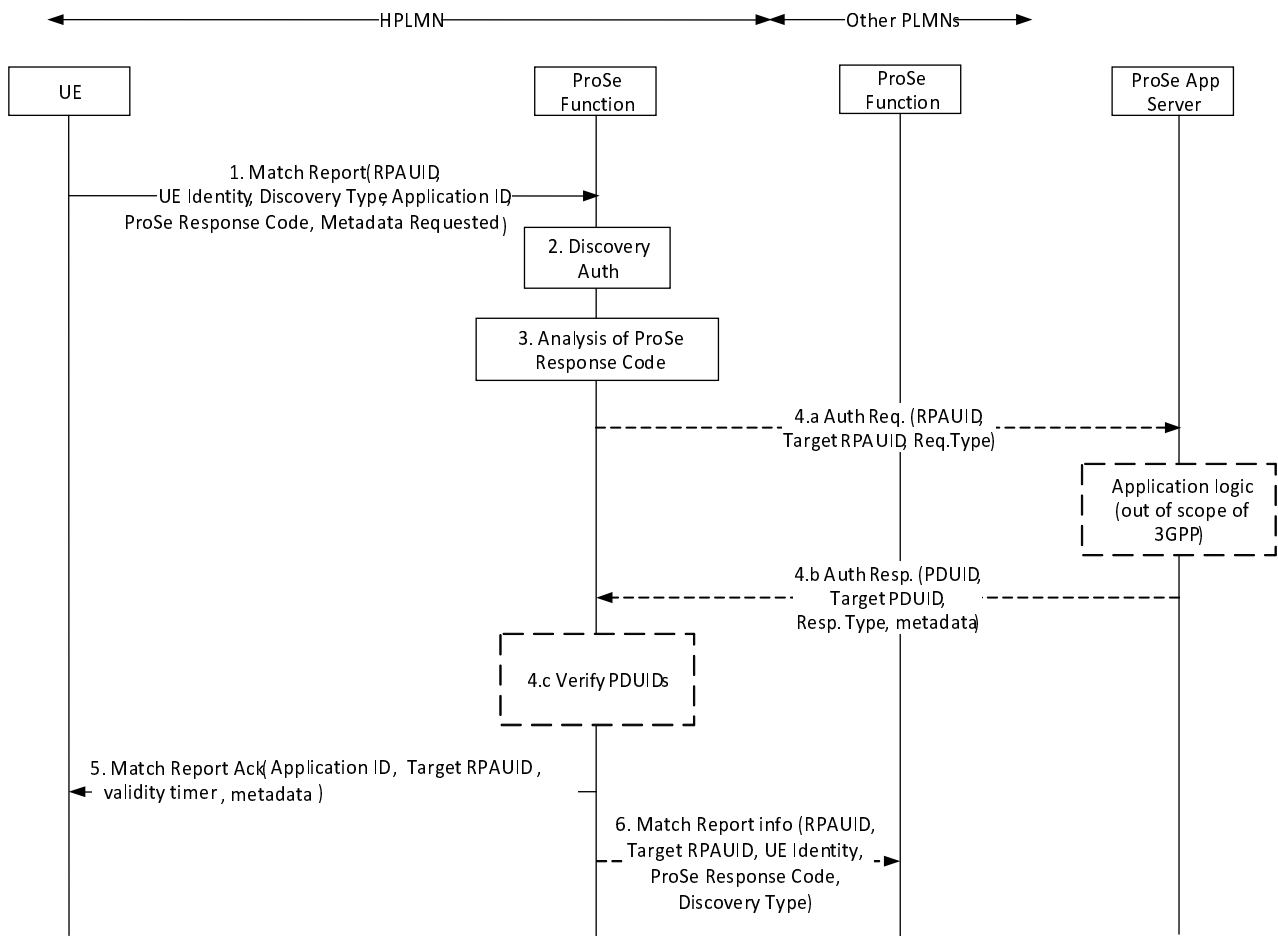 HPLMN
Other PLMNs
UE
ProSe
Function
ProSe
Function
ProSe App
Server
1. Match Report(RPAUID,
UE Identity, Discovery Type, Application ID,
ProSe Response Code, Metadata Requested)
2. Discovery
Auth
3. Analysis of ProSe
Response Code
4.a Auth Req. (RPAUID,
Target RPAUID, Req.Type)
Application logic
(out of scope of
3GPP)
4.b Auth Resp. (PDUID,
Target PDUID,
Resp. Type, metadata)
4.c Verify PDUIDs
5. Match Report Ack( Application ID, Target RPAUID ,
validity timer , metadata )
6. Match Report info (RPAUID,
Target RPAUID, UE Identity,
ProSe Response Code,
Discovery Type)